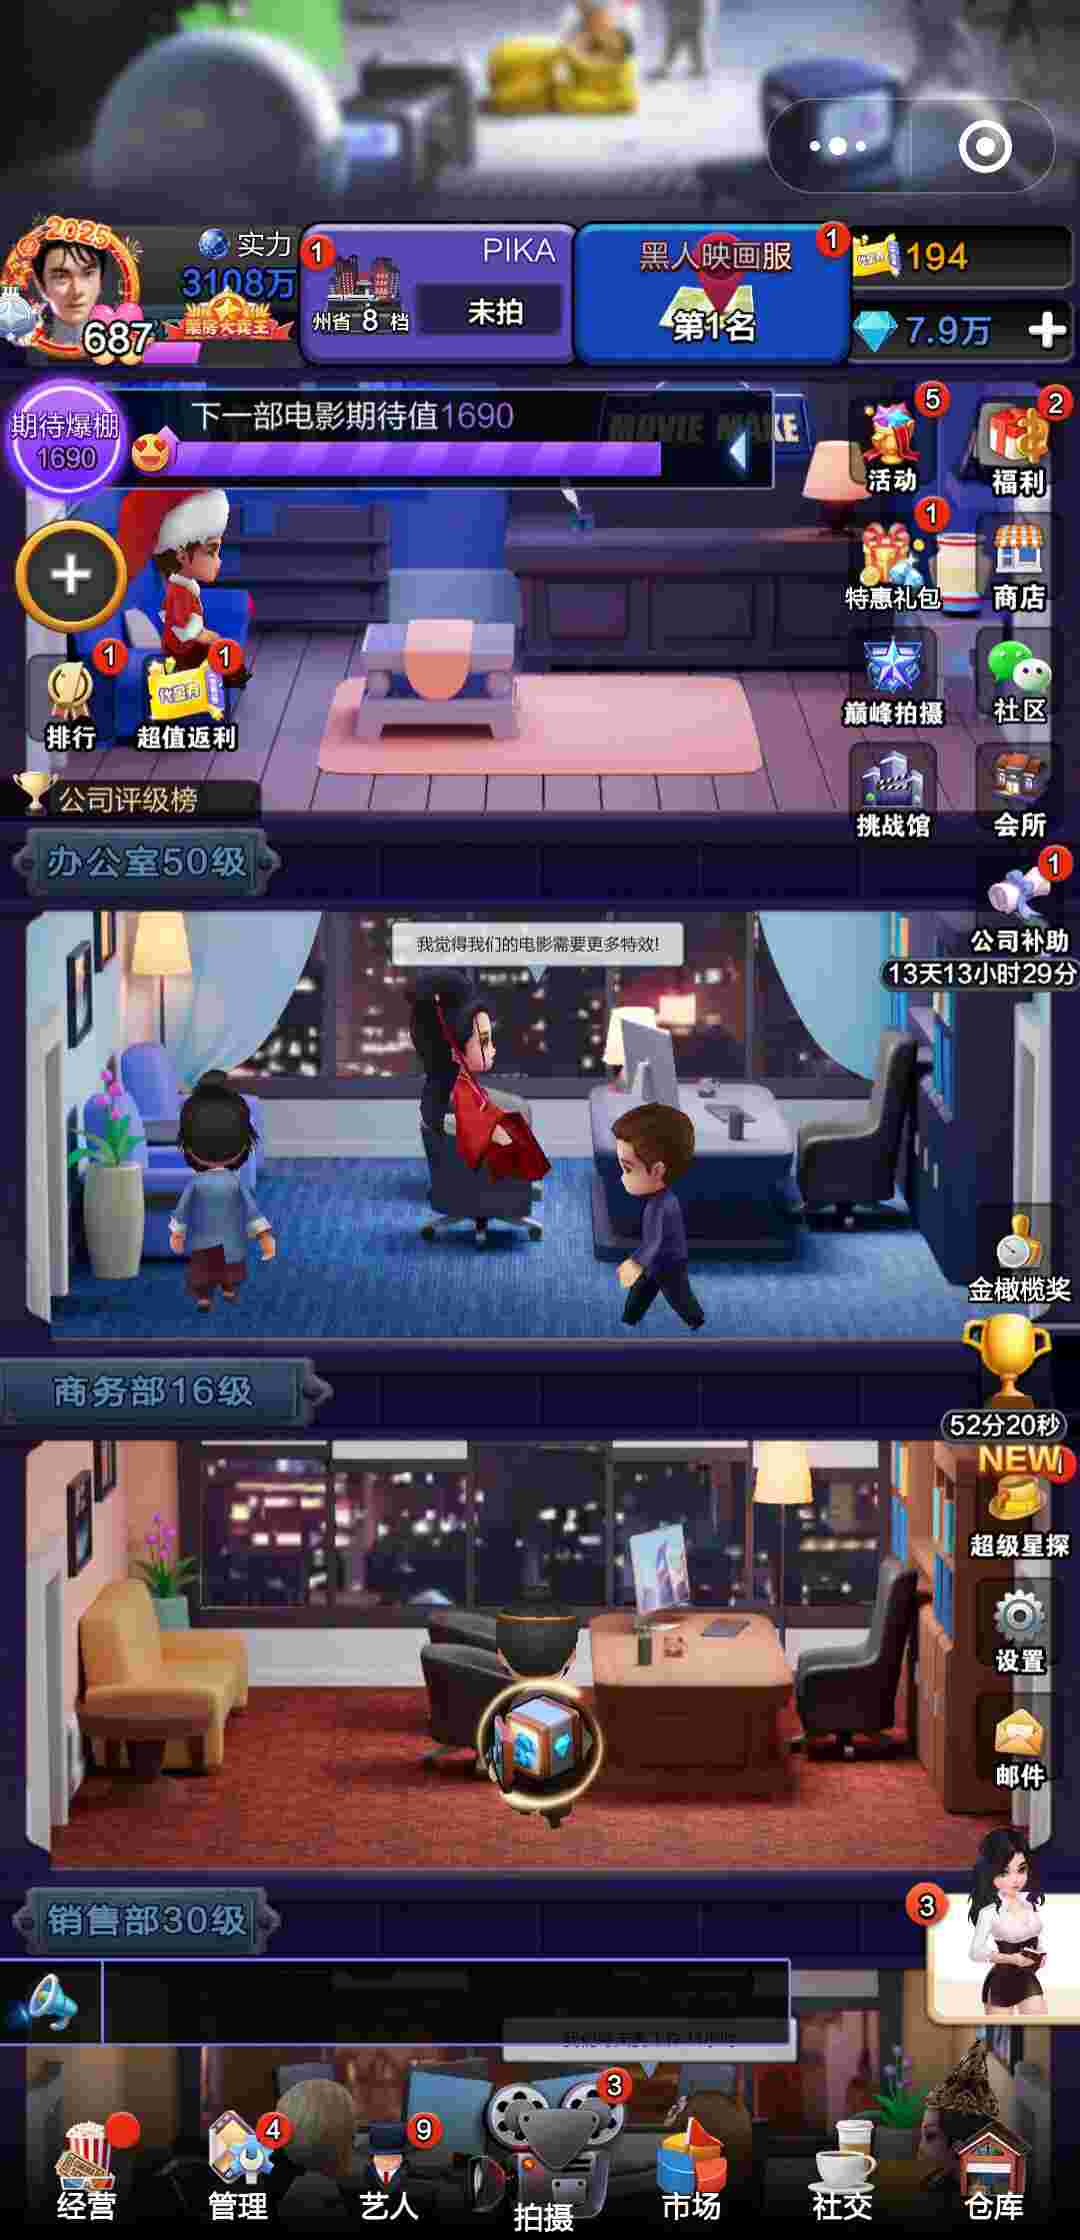 2025
实力
3108万
票房大死王
687
1
州省 8 档
PIKA
未拍
黑人映画服
第1名
1
194
7.9万
期待爆棚
1690
下一部电影期待值1690
MOVIE MAKE
5
活动
2
福利
1
特惠礼包
商店
巅峰拍摄
社区
挑战馆
会所
1
排行
1
代金券
超值返利
公司评级榜
办公室50级
1
公司补助
13天13小时29分
我觉得我们的电影需要更多特效!
金橄榄奖
52分20秒
商务部16级
NEW
超级星探
设置
邮件
销售部30级
3
经营
4
管理
9
艺人
3
拍摄
市场
社交
仓库